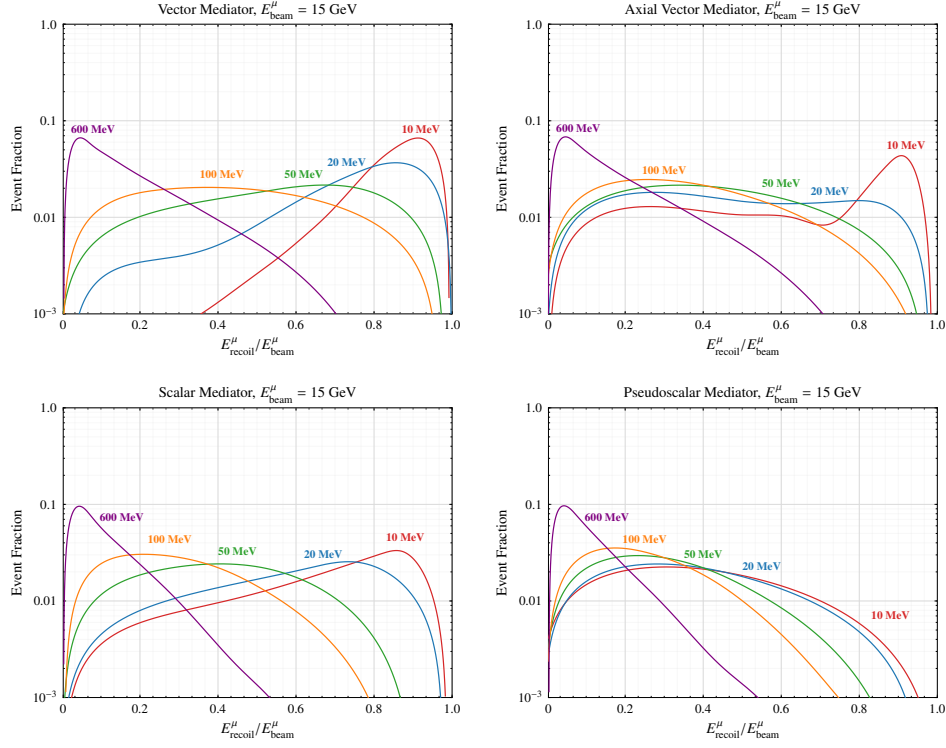 Vector Mediator, E^μ_beam = 15 GeV
1.0
0.1
0.01
10⁻³
Event Fraction
600 MeV
10 MeV
20 MeV
100 MeV
50 MeV
0 0.2 0.4 0.6 0.8 1.0
E^μ_recoil/E^μ_beam
Axial Vector Mediator, E^μ_beam = 15 GeV
1.0
0.1
0.01
10⁻³
Event Fraction
600 MeV
10 MeV
100 MeV
50 MeV
20 MeV
0 0.2 0.4 0.6 0.8 1.0
E^μ_recoil/E^μ_beam
Scalar Mediator, E^μ_beam = 15 GeV
1.0
0.1
0.01
10⁻³
Event Fraction
600 MeV
100 MeV
50 MeV
20 MeV
10 MeV
0 0.2 0.4 0.6 0.8 1.0
E^μ_recoil/E^μ_beam
Pseudoscalar Mediator, E^μ_beam = 15 GeV
1.0
0.1
0.01
10⁻³
Event Fraction
600 MeV
100 MeV
50 MeV
20 MeV
10 MeV
0 0.2 0.4 0.6 0.8 1.0
E^μ_recoil/E^μ_beam